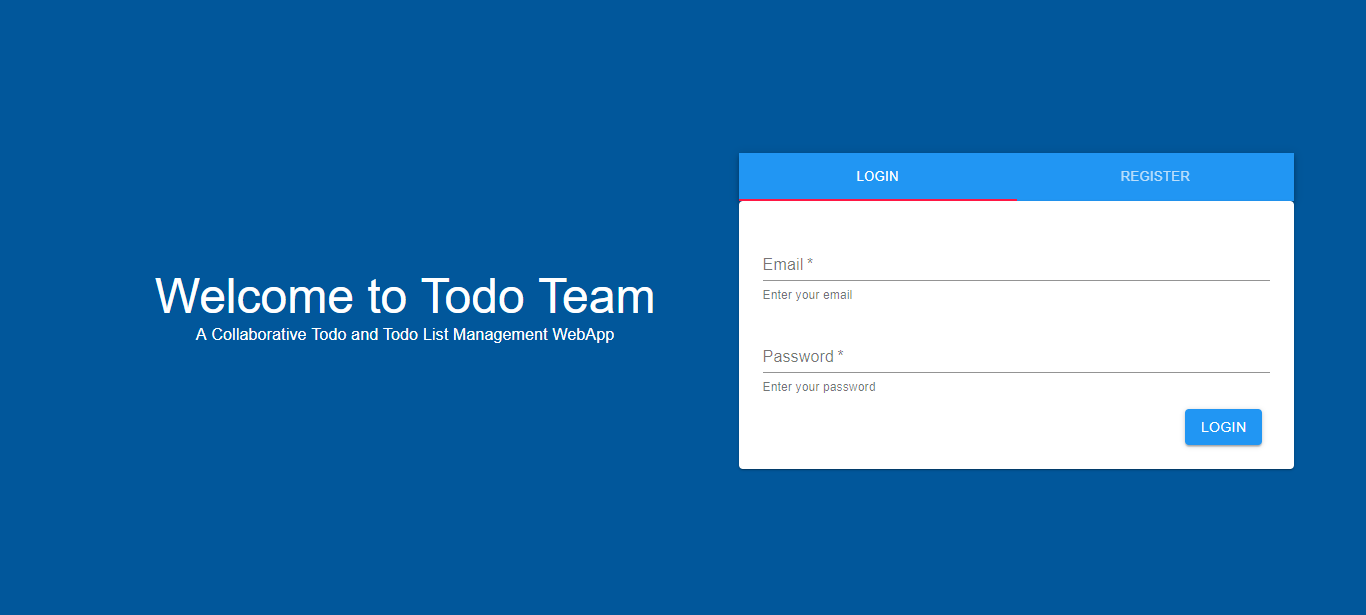 Welcome to Todo Team
A Collaborative Todo and Todo List Management WebApp
LOGIN
REGISTER
Email *
Enter your email
Password *
Enter your password
LOGIN